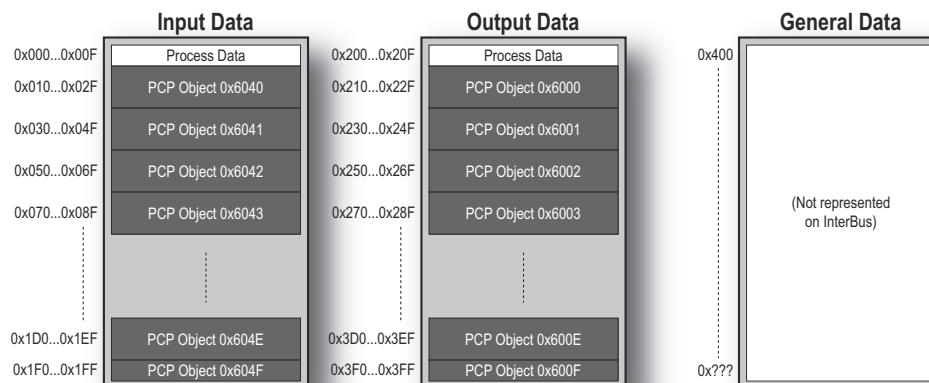 Input Data
Output Data
General Data
0x000...0x00F
Process Data
0x200...0x20F
Process Data
0x400
0x010...0x02F
PCP Object 0x6040
0x210...0x22F
PCP Object 0x6000
0x030...0x04F
PCP Object 0x6041
0x230...0x24F
PCP Object 0x6001
0x050...0x06F
PCP Object 0x6042
0x250...0x26F
PCP Object 0x6002
0x070...0x08F
PCP Object 0x6043
0x270...0x28F
PCP Object 0x6003
(Not represented
on InterBus)
0x1D0...0x1EF
PCP Object 0x604E
0x3D0...0x3EF
PCP Object 0x600E
0x1F0...0x1FF
PCP Object 0x604F
0x3F0...0x3FF
PCP Object 0x600F
0x???